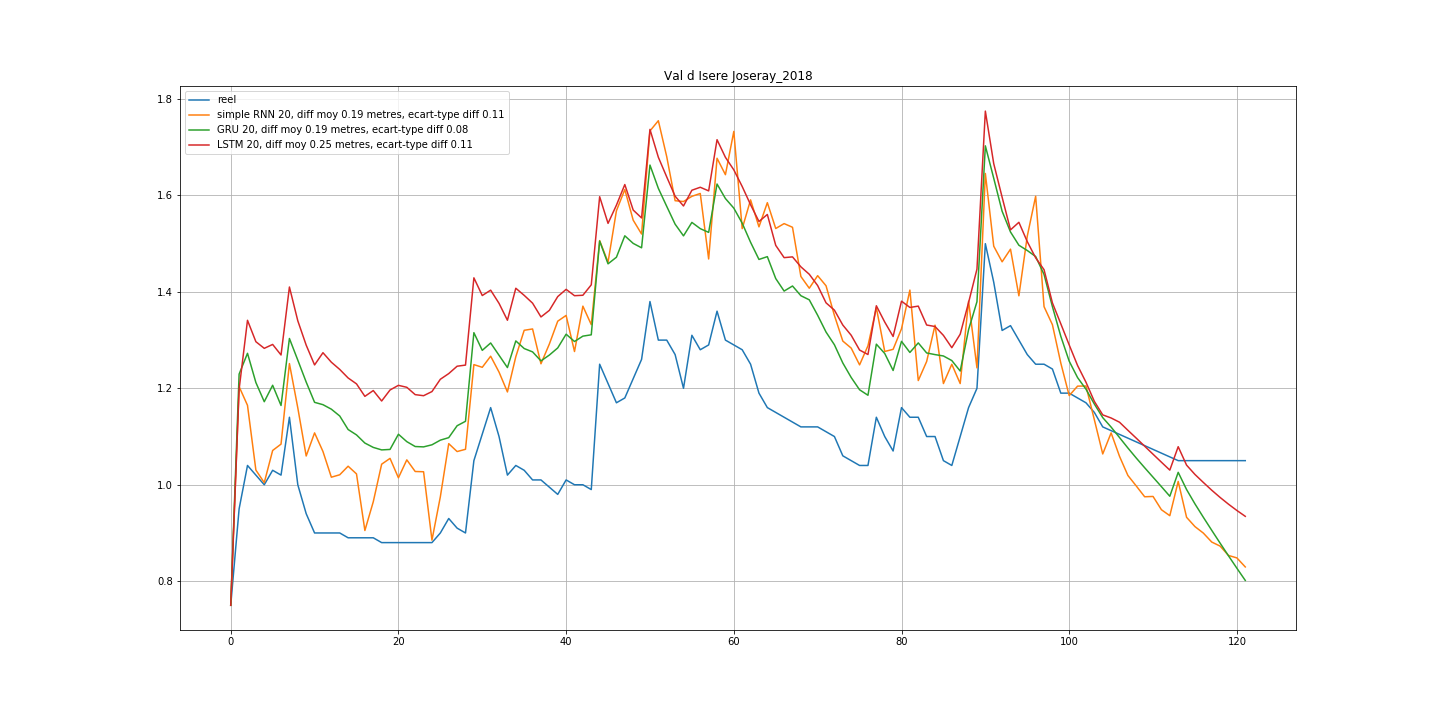 Val d Isere Joseray_2018
reel
simple RNN 20, diff moy 0.19 metres, ecart-type diff 0.11
GRU 20, diff moy 0.19 metres, ecart-type diff 0.08
LSTM 20, diff moy 0.25 metres, ecart-type diff 0.11
1.8
1.6
1.4
1.2
1.0
0.8
0 20 40 60 80 100 120